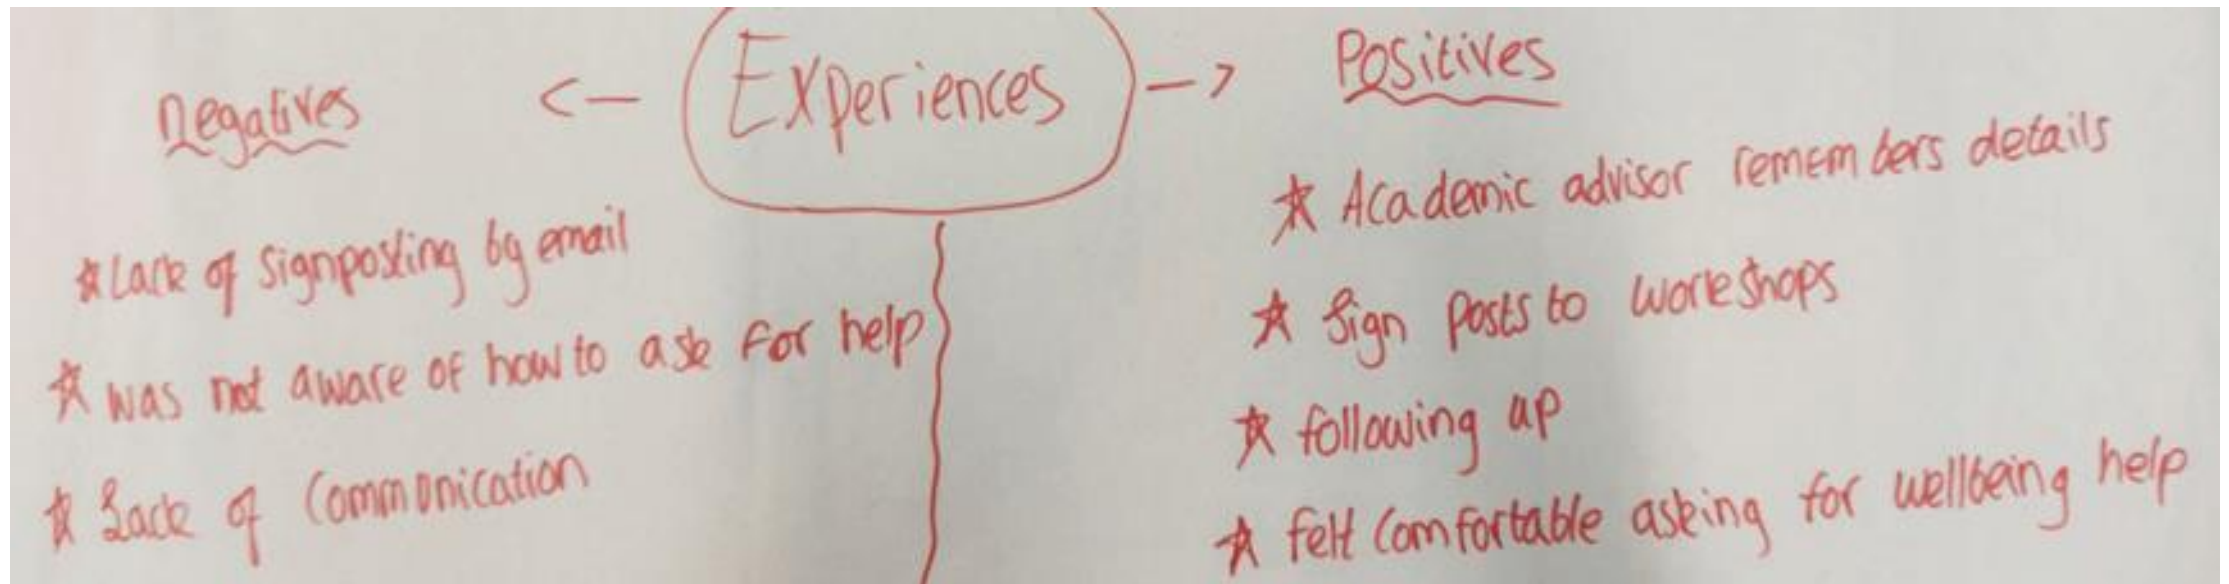 Experiences
negatives <-
★ Lack of signposting by email
★ was not aware of how to ask for help
★ Lack of Communication
-> Positives
★ Academic advisor remembers details
★ Sign posts to workshops
★ following up
★ felt comfortable asking for wellbeing help